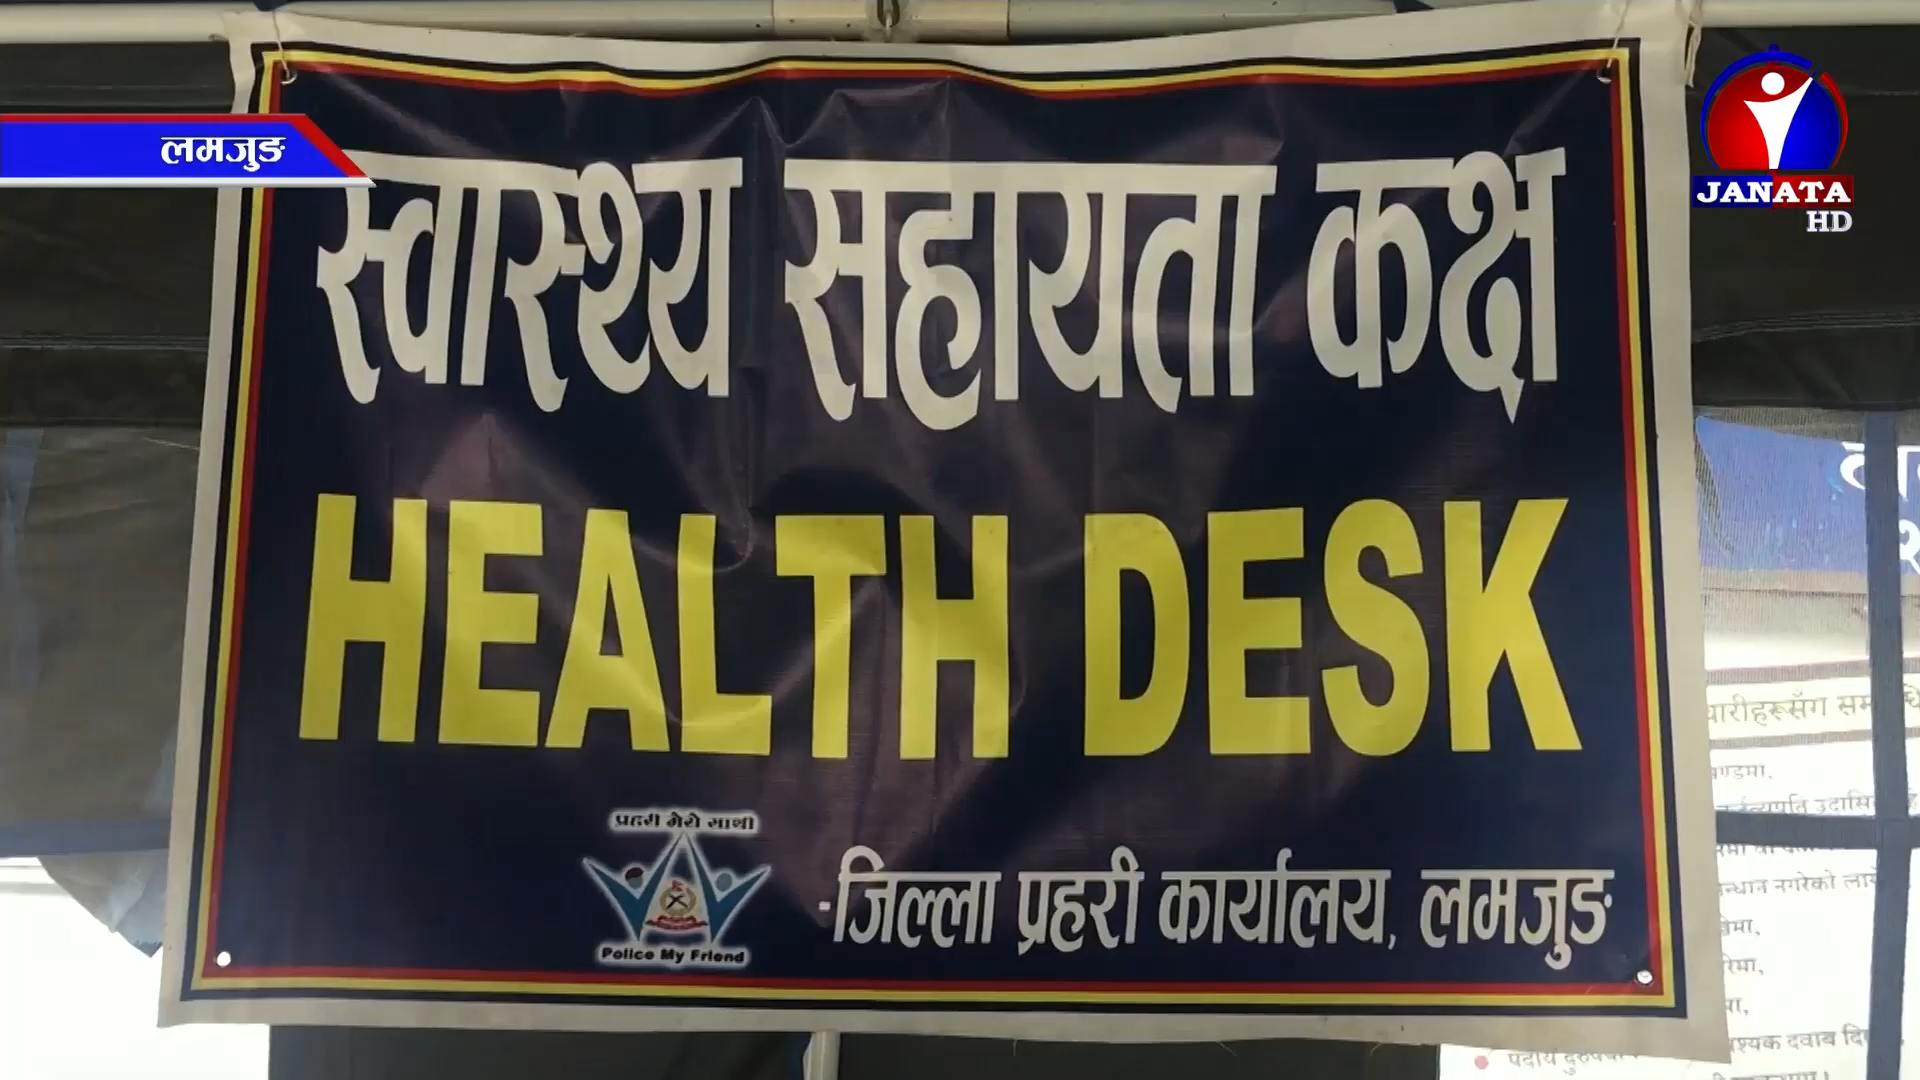 लमजुङ
JANATA
HD
स्वास्थ्य सहायता कक्ष
HEALTH DESK
प्रहरी मेरो साथी
Police My Friend
-जिल्ला प्रहरी कार्यालय, लमजुङ